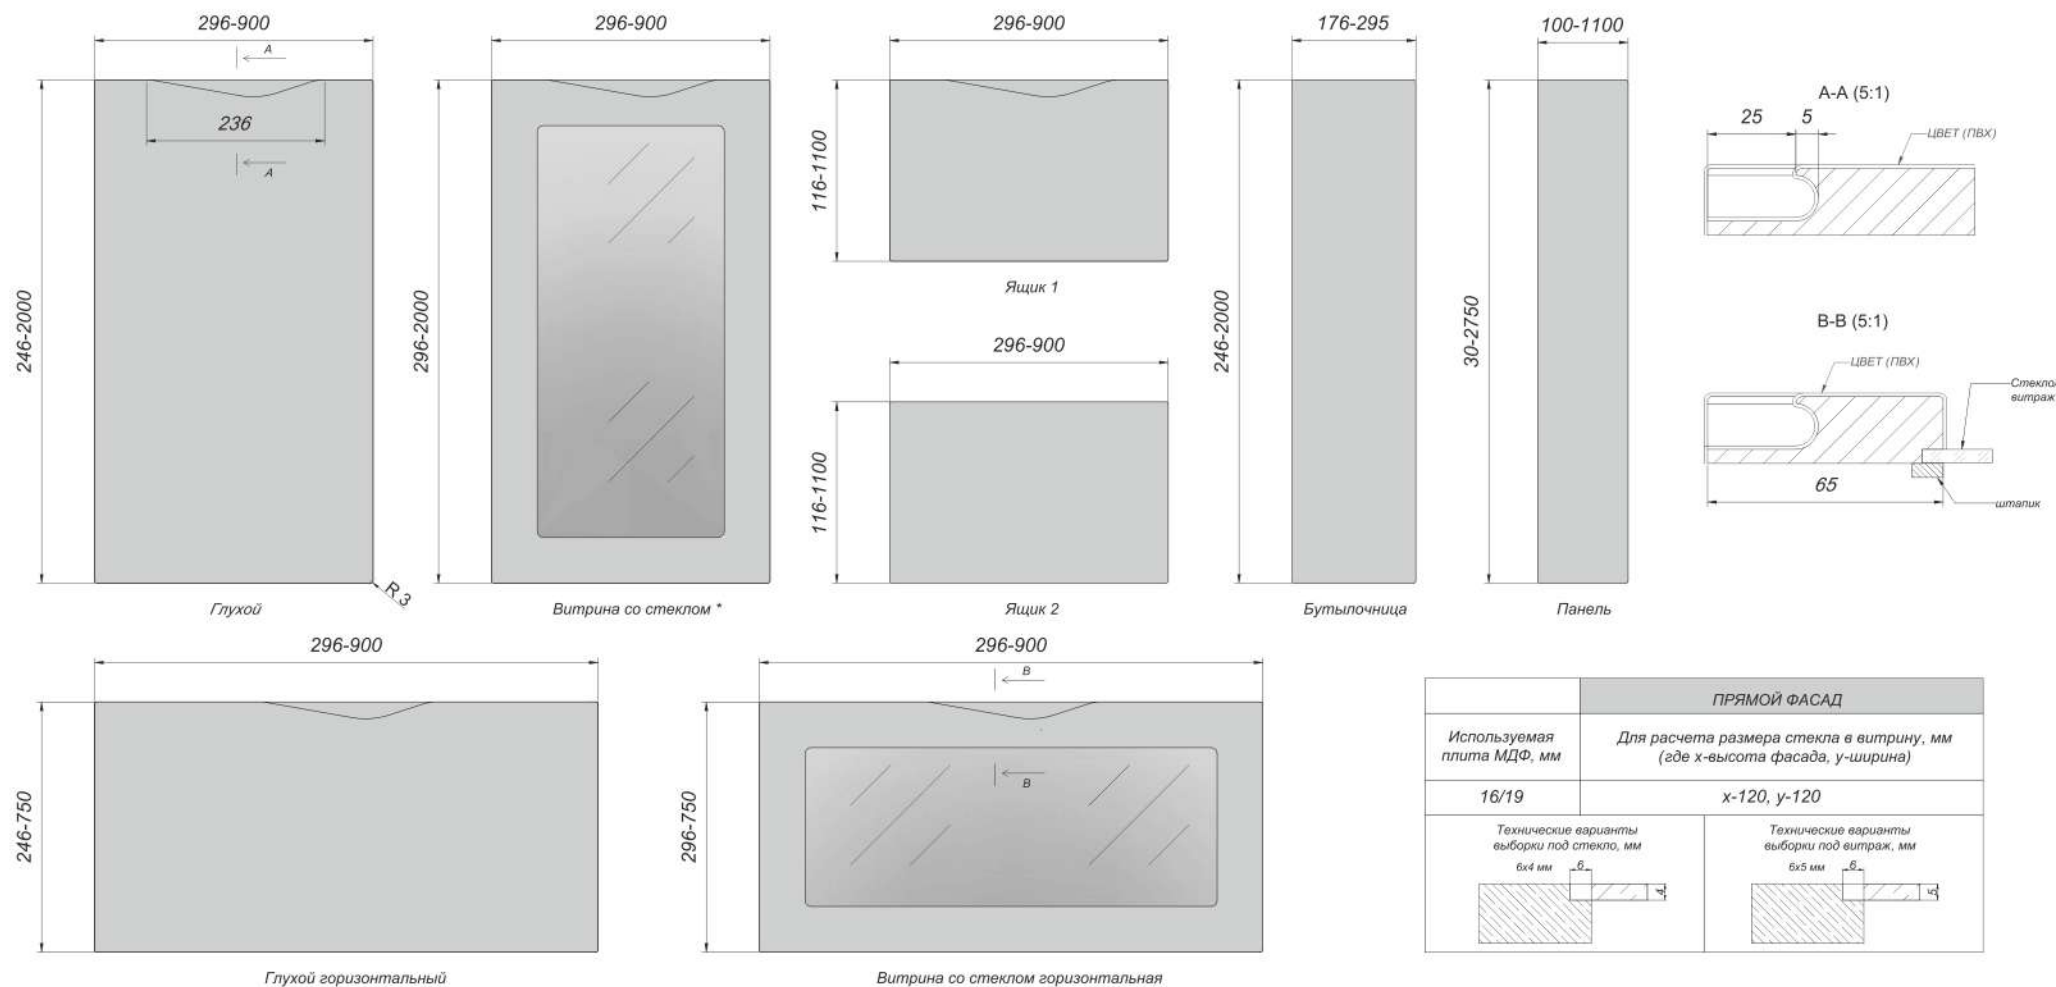 296-900
A
236
A
246-2000
R 3
Глухой
296-900
296-2000
Витрина со стеклом *
296-900
116-1100
Ящик 1
296-900
116-1100
Ящик 2
176-295
246-2000
Бутылочница
100-1100
30-2750
Панель
A-A (5:1)
25
5
ЦВЕТ (ПВХ)
B-B (5:1)
ЦВЕТ (ПВХ)
Стекло/
витраж
65
штапик
296-900
246-750
Глухой горизонтальный
296-900
B
B
296-750
Витрина со стеклом горизонтальная
ПРЯМОЙ ФАСАД
Используемая
плита МДФ, мм
Для расчета размера стекла в витрину, мм
(где х-высота фасада, у-ширина)
16/19
х-120, у-120
Технические варианты
выборки под стекло, мм
6х4 мм
6
4
Технические варианты
выборки под витраж, мм
6х5 мм
6
5